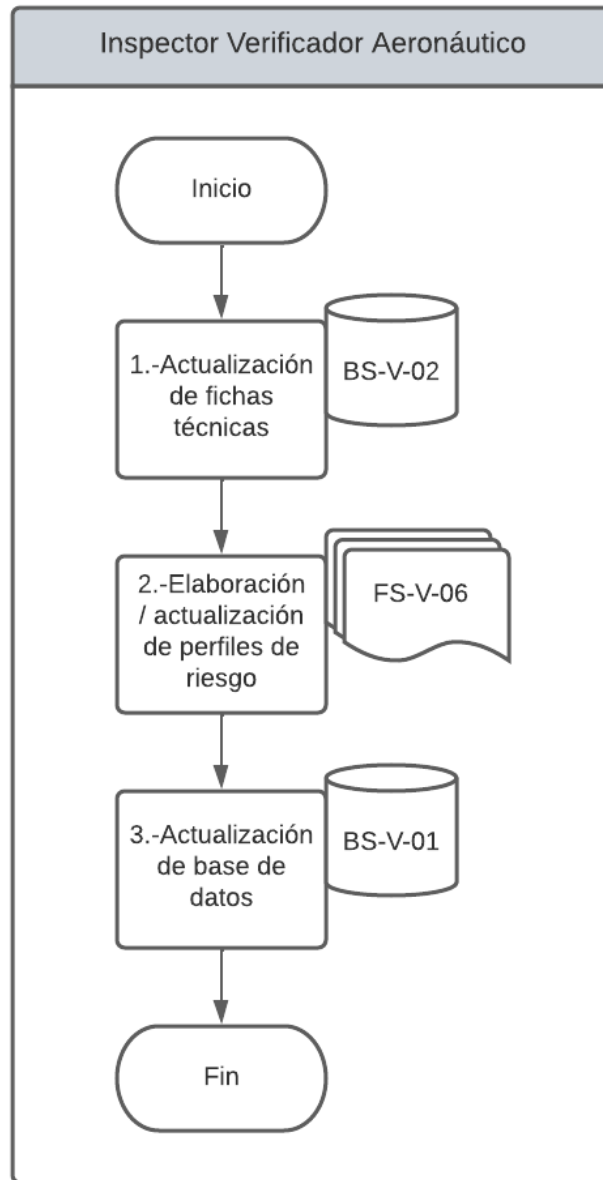 Inspector Verificador Aeronáutico
Inicio
1.-Actualización
de fichas
técnicas
BS-V-02
2.-Elaboración
/ actualización
de perfiles de
riesgo
FS-V-06
3.-Actualización
de base de
datos
BS-V-01
Fin